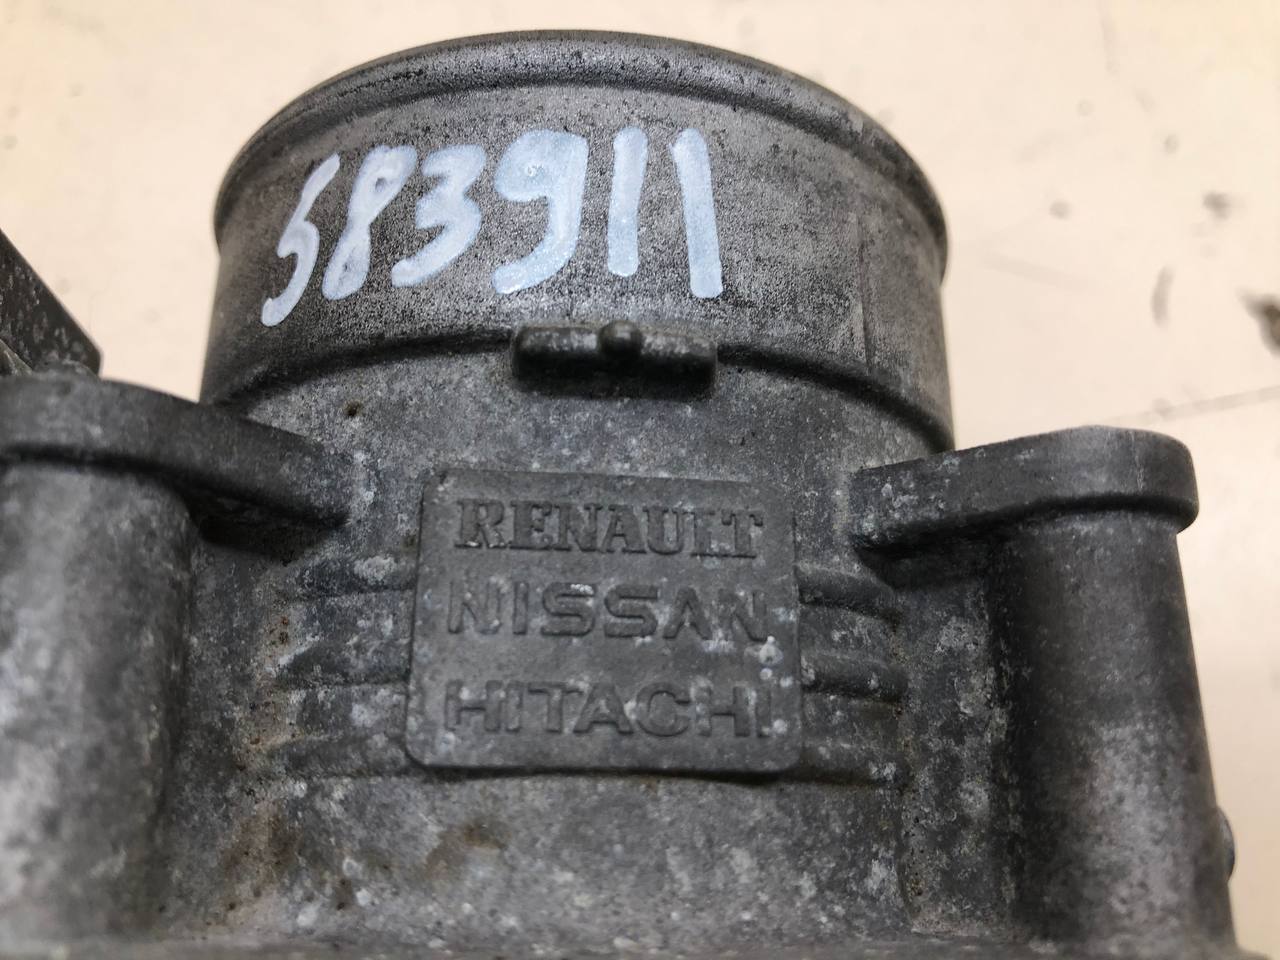 583911
RENAULT
NISSAN
HITACHI